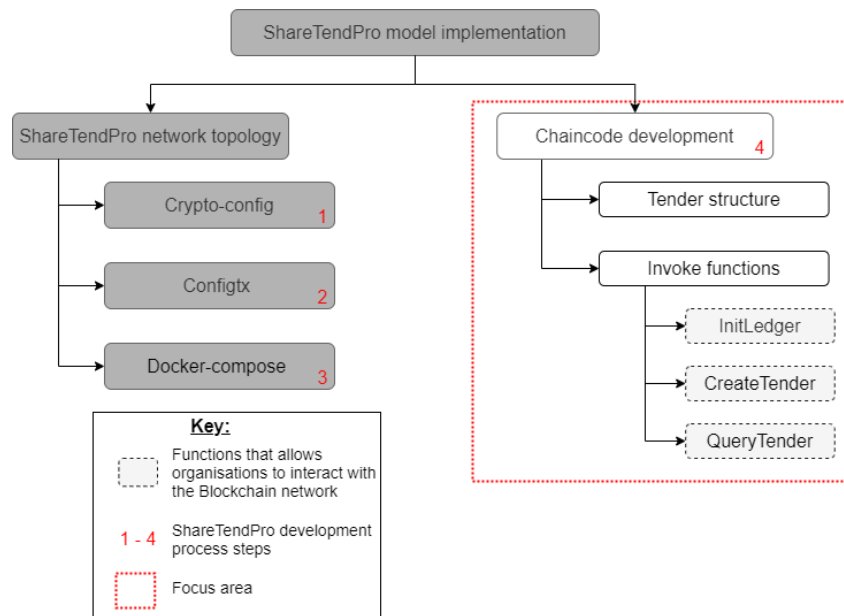 ShareTendPro model implementation
ShareTendPro network topology
Crypto-config
1
Configtx
2
Docker-compose
3
Chaincode development
4
Tender structure
Invoke functions
InitLedger
CreateTender
QueryTender
Key:
Functions that allows
organisations to interact with
the Blockchain network
1 - 4
ShareTendPro development
process steps
Focus area